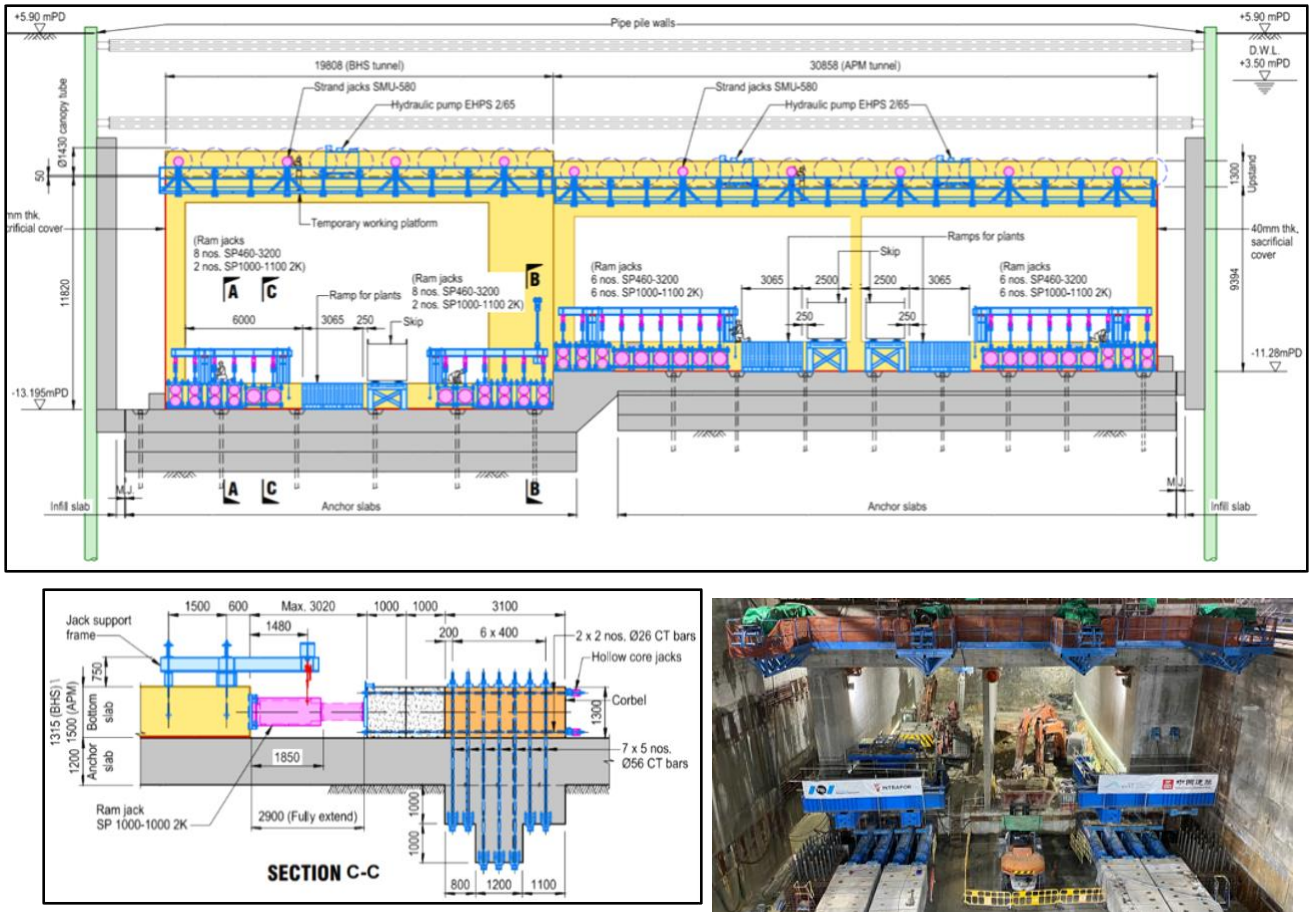 +5.90 mPD
Pipe pile walls
+5.90 mPD
D.W.L.
+3.50 mPD
19808 (BHS tunnel)
30858 (APM tunnel)
Strand jacks SMU-580
Hydraulic pump EHPS 2/65
Strand jacks SMU-580
Hydraulic pump EHPS 2/65
Ø1430 canopy tube
50
1300
Upstand
mm thk.
crificial cover
Temporary working platform
40mm thk.
sacrificial
cover
11820
9394
(Ram jacks
8 nos. SP460-3200
2 nos. SP1000-1100 2K)
A
C
B
(Ram jacks
8 nos. SP460-3200
2 nos. SP1000-1100 2K)
Ramp for plants
6000
3065
250
Skip
(Ram jacks
6 nos. SP460-3200
6 nos. SP1000-1100 2K)
Ramps for plants
Skip
3065
2500
2500
3065
250
250
(Ram jacks
6 nos. SP460-3200
6 nos. SP1000-1100 2K)
-13.195mPD
-11.28mPD
A
C
B
M.J.
M.J.
Infill slab
Anchor slabs
Anchor slabs
Infill slab
1500
600
Max. 3020
1000
1000
3100
Jack support
frame
1480
200
6 x 400
2 x 2 nos. Ø26 CT bars
Hollow core jacks
750
1315 (BHS) \
1500 (APM)
Bottom
slab
1300
Corbel
1200
Anchor
slab
1850
7 x 5 nos.
Ø56 CT bars
Ram jack
SP 1000-1000 2K
2900 (Fully extend)
1000
1000
SECTION C-C
800
1200
1100
INTRAFOR
中國建築